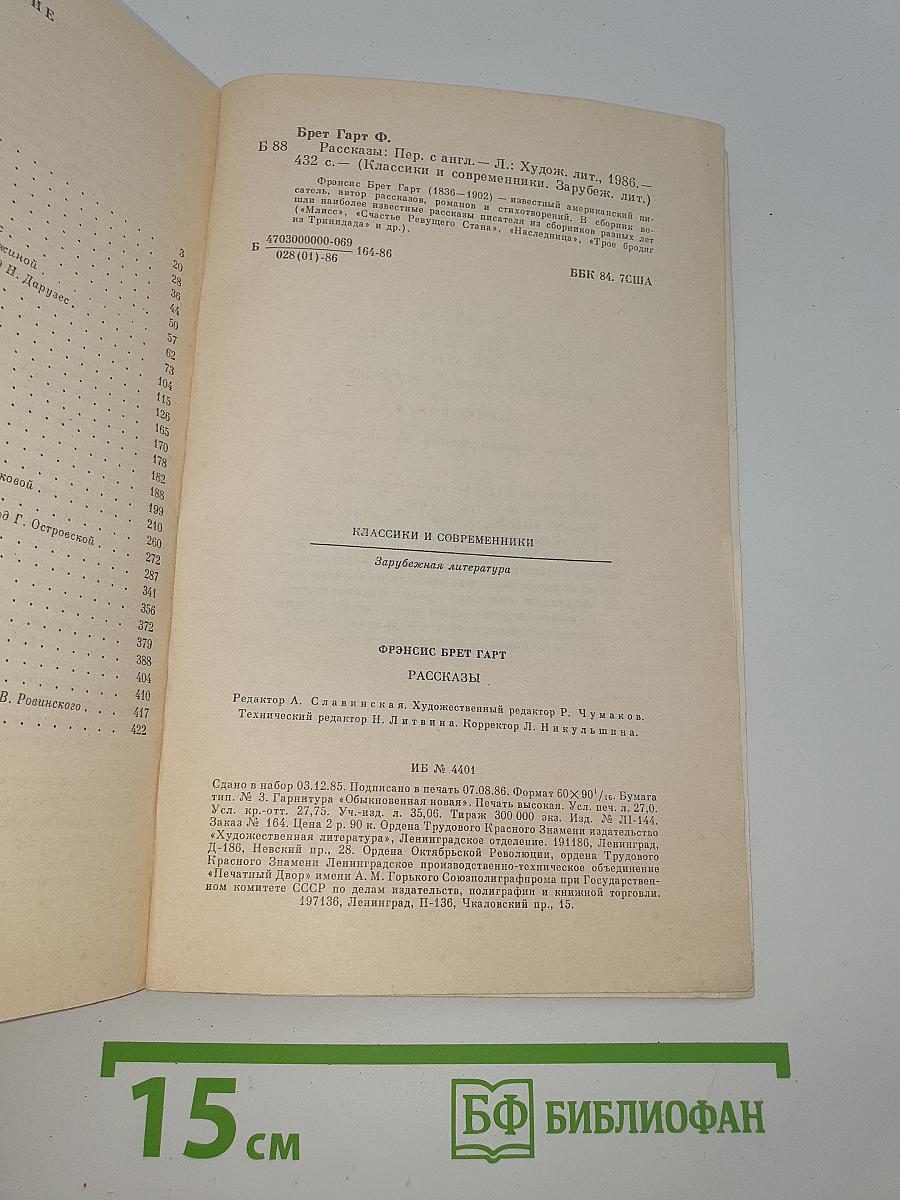 ИЕ
3
20
жиной 28
36
Н. Дарузес 44
50
57
62
73
104
115
126
165
170
178
182
188
ковой 199
210
од Г. Островской 260
272
287
341
356
372
379
388
404
410
В. Ровинского 417
422
Брет Гарт Ф.
Б 88 Рассказы: Пер. с англ.— Л.: Худож. лит., 1986.—
432 с.— (Классики и современники. Зарубеж. лит.)
Фрэнсис Брет Гарт (1836—1902) — известный американский пи-
сатель, автор рассказов, романов и стихотворений. В сборник во-
шли наиболее известные рассказы писателя из сборников разных лет
(«Млисс», «Счастье Ревущего Стана», «Наследница», «Трое бродяг
из Тринидада» и др.).
Б 4703000000-069 164-86
028(01)-86
ББК 84. 7США
КЛАССИКИ И СОВРЕМЕННИКИ
Зарубежная литература
ФРЭНСИС БРЕТ ГАРТ
РАССКАЗЫ
Редактор А. Славинская. Художественный редактор Р. Чумаков.
Технический редактор Н. Литвина. Корректор Л. Никульшина.
ИБ № 4401
Сдано в набор 03.12.85. Подписано в печать 07.08.86. Формат 60×90¹/₁₆. Бумага
тип. № 3. Гарнитура «Обыкновенная новая». Печать высокая. Усл. печ. л. 27,0.
Усл. кр.-отт. 27,75. Уч.-изд. л. 35,06. Тираж 300 000 экз. Изд. № ЛI-144.
Заказ № 164. Цена 2 р. 90 к. Ордена Трудового Красного Знамени издательство
«Художественная литература», Ленинградское отделение. 191186, Ленинград,
Д-186, Невский пр., 28. Ордена Октябрьской Революции, ордена Трудового
Красного Знамени Ленинградское производственно-техническое объединение
«Печатный Двор» имени А. М. Горького Союзполиграфпрома при Государствен-
ном комитете СССР по делам издательств, полиграфии и книжной торговли.
197136, Ленинград, П-136, Чкаловский пр., 15.
15 см
БФ БИБЛИОФАН